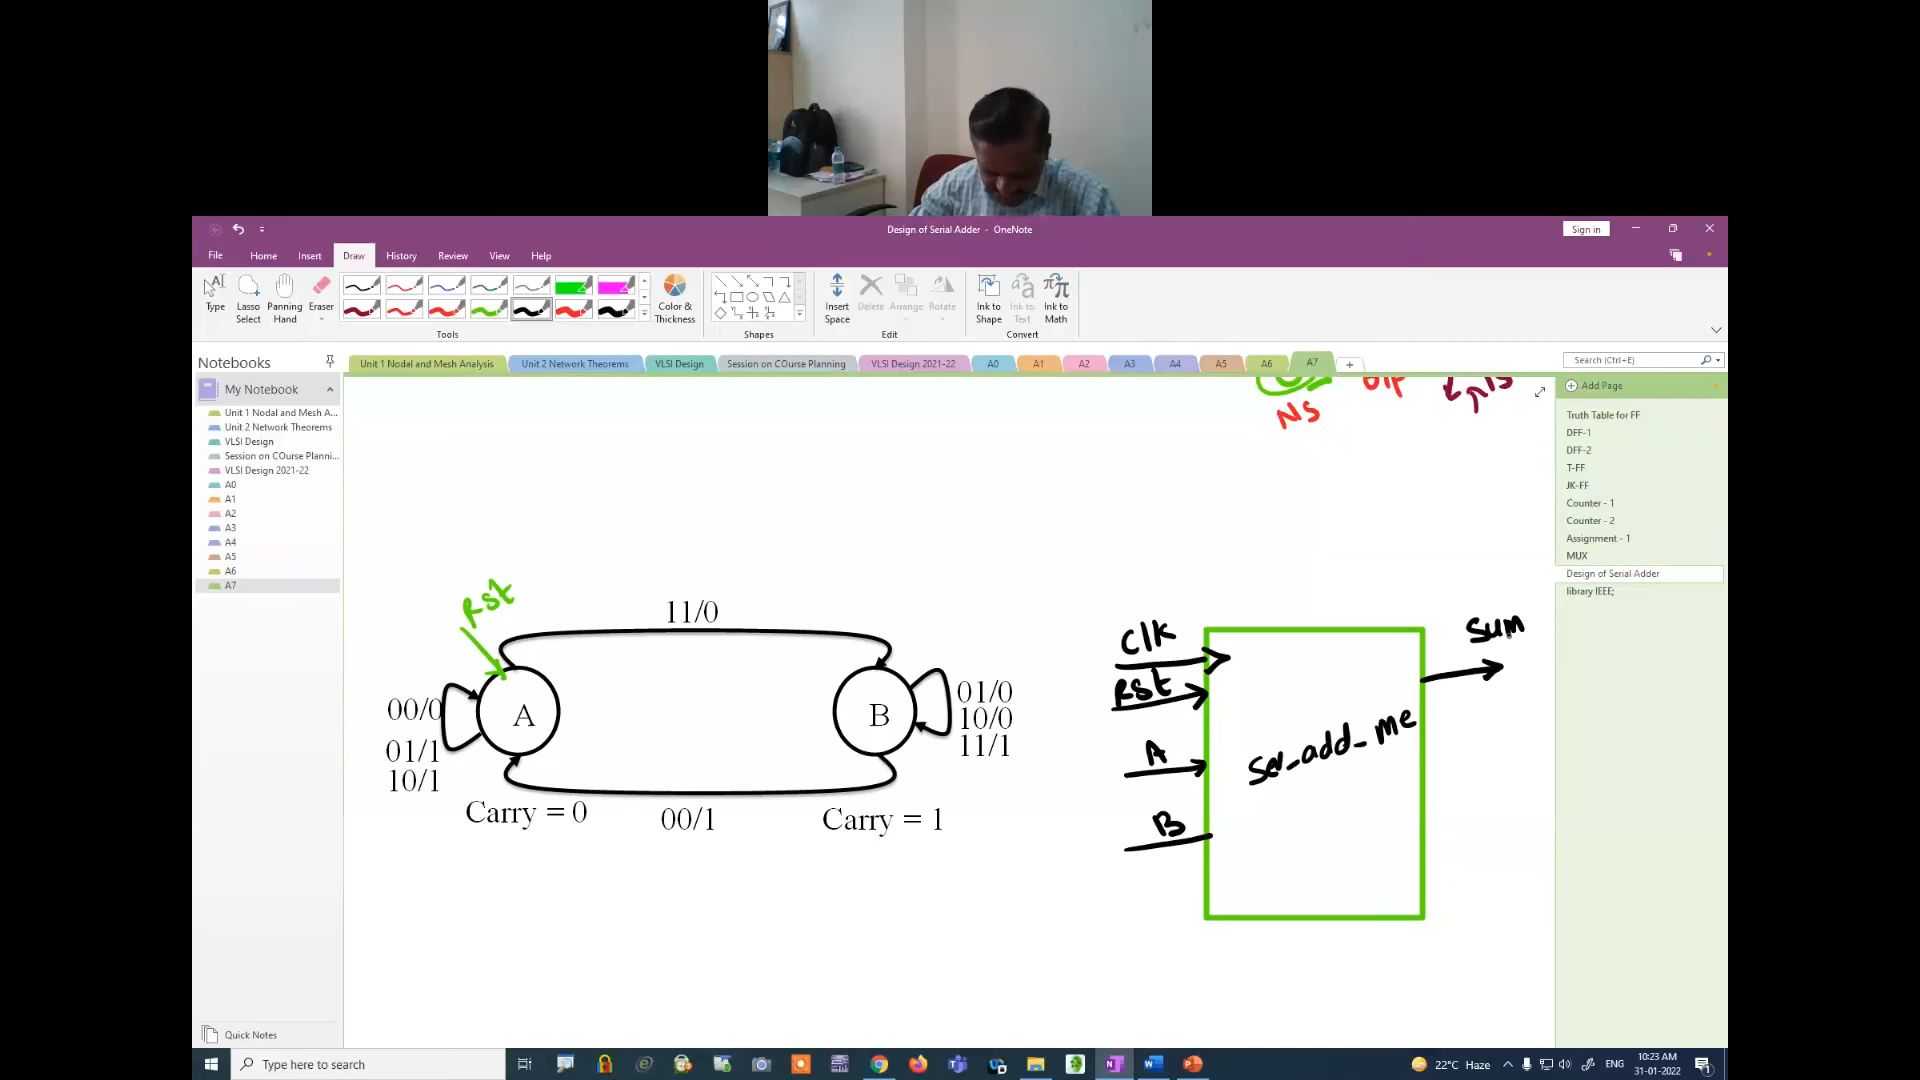 Design of Serial Adder - OneNote
Sign in
File Home Insert Draw History Review View Help
Type
Lasso Select
Panning Hand
Eraser
Color & Thickness
Insert Space
Delete
Arrange
Rotate
Ink to Shape
Ink to Text
Ink to Math
Tools
Shapes
Edit
Convert
Notebooks
Unit 1 Nodal and Mesh Analysis
Unit 2 Network Theorems
VLSI Design
Session on COurse Planning
VLSI Design 2021-22
A0
A1
A2
A3
A4
A5
A6
A7
Search (Ctrl+E)
My Notebook
Unit 1 Nodal and Mesh A...
Unit 2 Network Theorems
VLSI Design
Session on COurse Planni...
VLSI Design 2021-22
A0
A1
A2
A3
A4
A5
A6
A7
Quick Notes
Add Page
Truth Table for FF
DFF-1
DFF-2
T-FF
JK-FF
Counter - 1
Counter - 2
Assignment - 1
MUX
Design of Serial Adder
library IEEE;
NS
Rst
11/0
00/0
01/1
10/1
A
B
01/0
10/0
11/1
Carry = 0
00/1
Carry = 1
Clk
Rst
A
B
Ser_add_me
Sum
Type here to search
22°C Haze
ENG
10:23 AM
31-01-2022